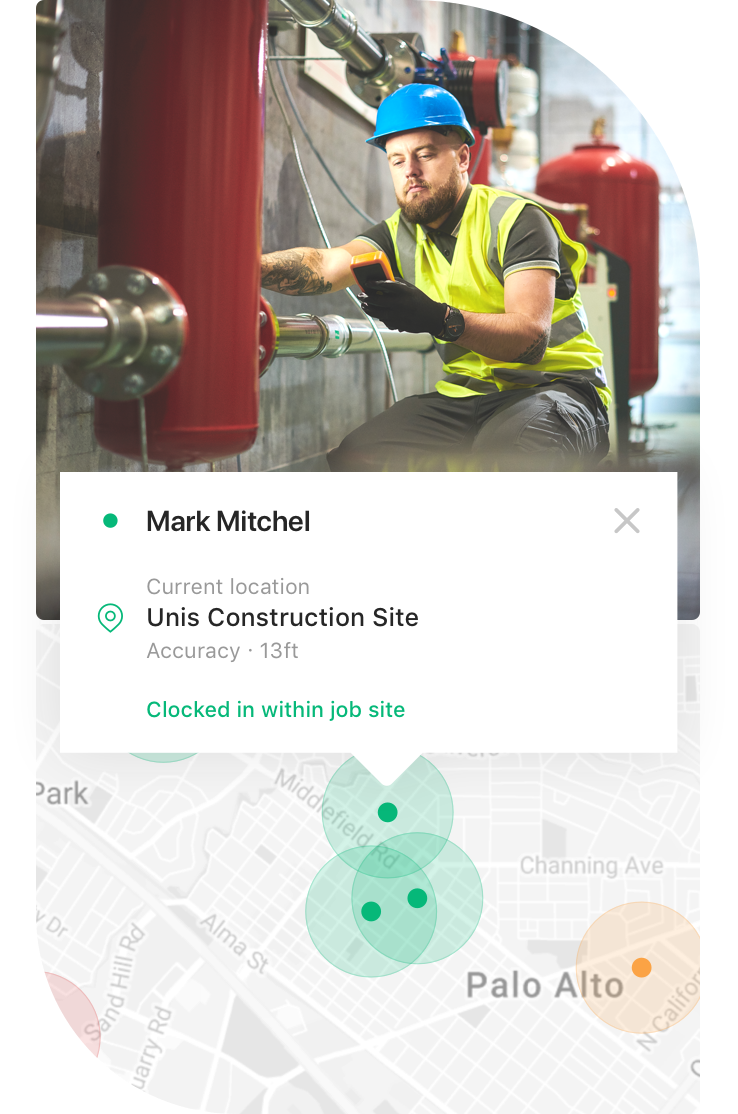 Mark Mitchel
Current location
Unis Construction Site
Accuracy · 13ft
Clocked in within job site
Park
Middlefield Rd
Channing Ave
y Dr
Alma St
Sand Hill Rd
Palo Alto
N Califor
uarry Rd